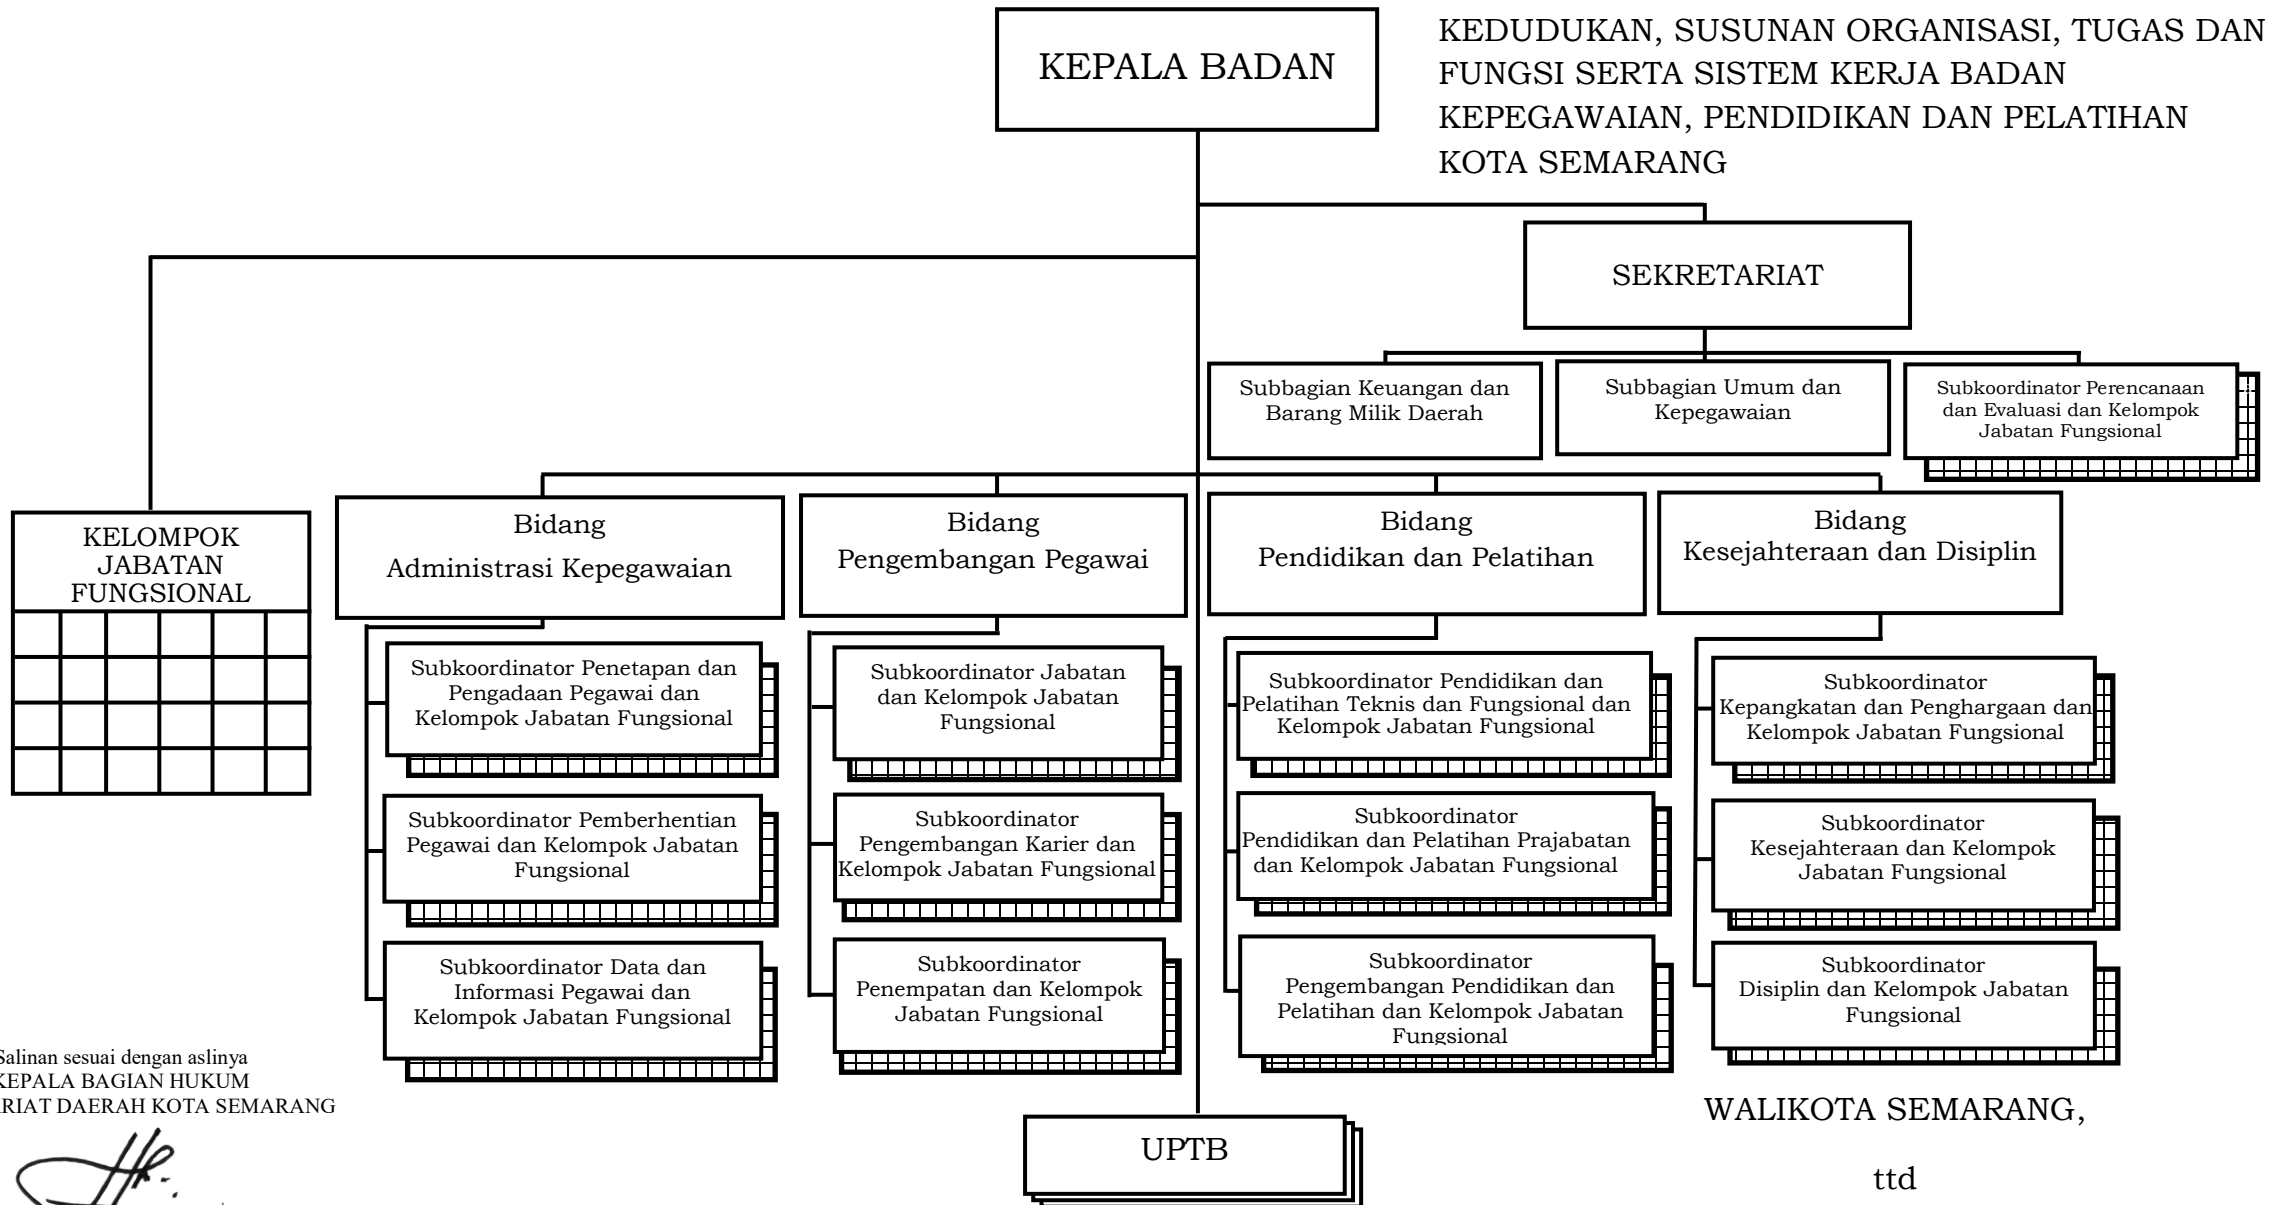 KEPALA BADAN
KEDUDUKAN, SUSUNAN ORGANISASI, TUGAS DAN
FUNGSI SERTA SISTEM KERJA BADAN
KEPEGAWAIAN, PENDIDIKAN DAN PELATIHAN
KOTA SEMARANG
SEKRETARIAT
Subbagian Keuangan dan
Barang Milik Daerah
Subbagian Umum dan
Kepegawaian
Subkoordinator Perencanaan
dan Evaluasi dan Kelompok
Jabatan Fungsional
KELOMPOK
JABATAN
FUNGSIONAL
Bidang
Administrasi Kepegawaian
Bidang
Pengembangan Pegawai
Bidang
Pendidikan dan Pelatihan
Bidang
Kesejahteraan dan Disiplin
Subkoordinator Penetapan dan
Pengadaan Pegawai dan
Kelompok Jabatan Fungsional
Subkoordinator Jabatan
dan Kelompok Jabatan
Fungsional
Subkoordinator Pendidikan dan
Pelatihan Teknis dan Fungsional dan
Kelompok Jabatan Fungsional
Subkoordinator
Kepangkatan dan Penghargaan dan
Kelompok Jabatan Fungsional
Subkoordinator Pemberhentian
Pegawai dan Kelompok Jabatan
Fungsional
Subkoordinator
Pengembangan Karier dan
Kelompok Jabatan Fungsional
Subkoordinator
Pendidikan dan Pelatihan Prajabatan
dan Kelompok Jabatan Fungsional
Subkoordinator
Kesejahteraan dan Kelompok
Jabatan Fungsional
Subkoordinator Data dan
Informasi Pegawai dan
Kelompok Jabatan Fungsional
Subkoordinator
Penempatan dan Kelompok
Jabatan Fungsional
Subkoordinator
Pengembangan Pendidikan dan
Pelatihan dan Kelompok Jabatan
Fungsional
Subkoordinator
Disiplin dan Kelompok Jabatan
Fungsional
Salinan sesuai dengan aslinya
KEPALA BAGIAN HUKUM
RIAT DAERAH KOTA SEMARANG
UPTB
WALIKOTA SEMARANG,
ttd